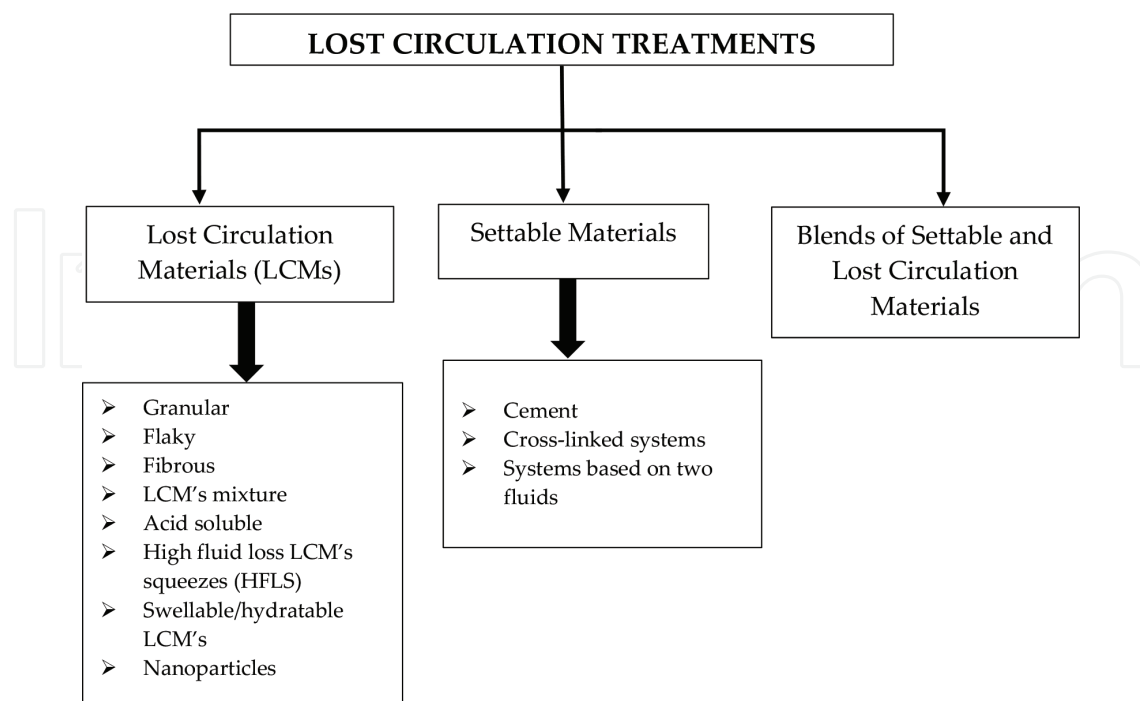 LOST CIRCULATION TREATMENTS
Lost Circulation
Materials (LCMs)
Settable Materials
Blends of Settable and
Lost Circulation
Materials
➢ Granular
➢ Flaky
➢ Fibrous
➢ LCM's mixture
➢ Acid soluble
➢ High fluid loss LCM's
squeezes (HFLS)
➢ Swellable/hydratable
LCM's
➢ Nanoparticles
➢ Cement
➢ Cross-linked systems
➢ Systems based on two
fluids